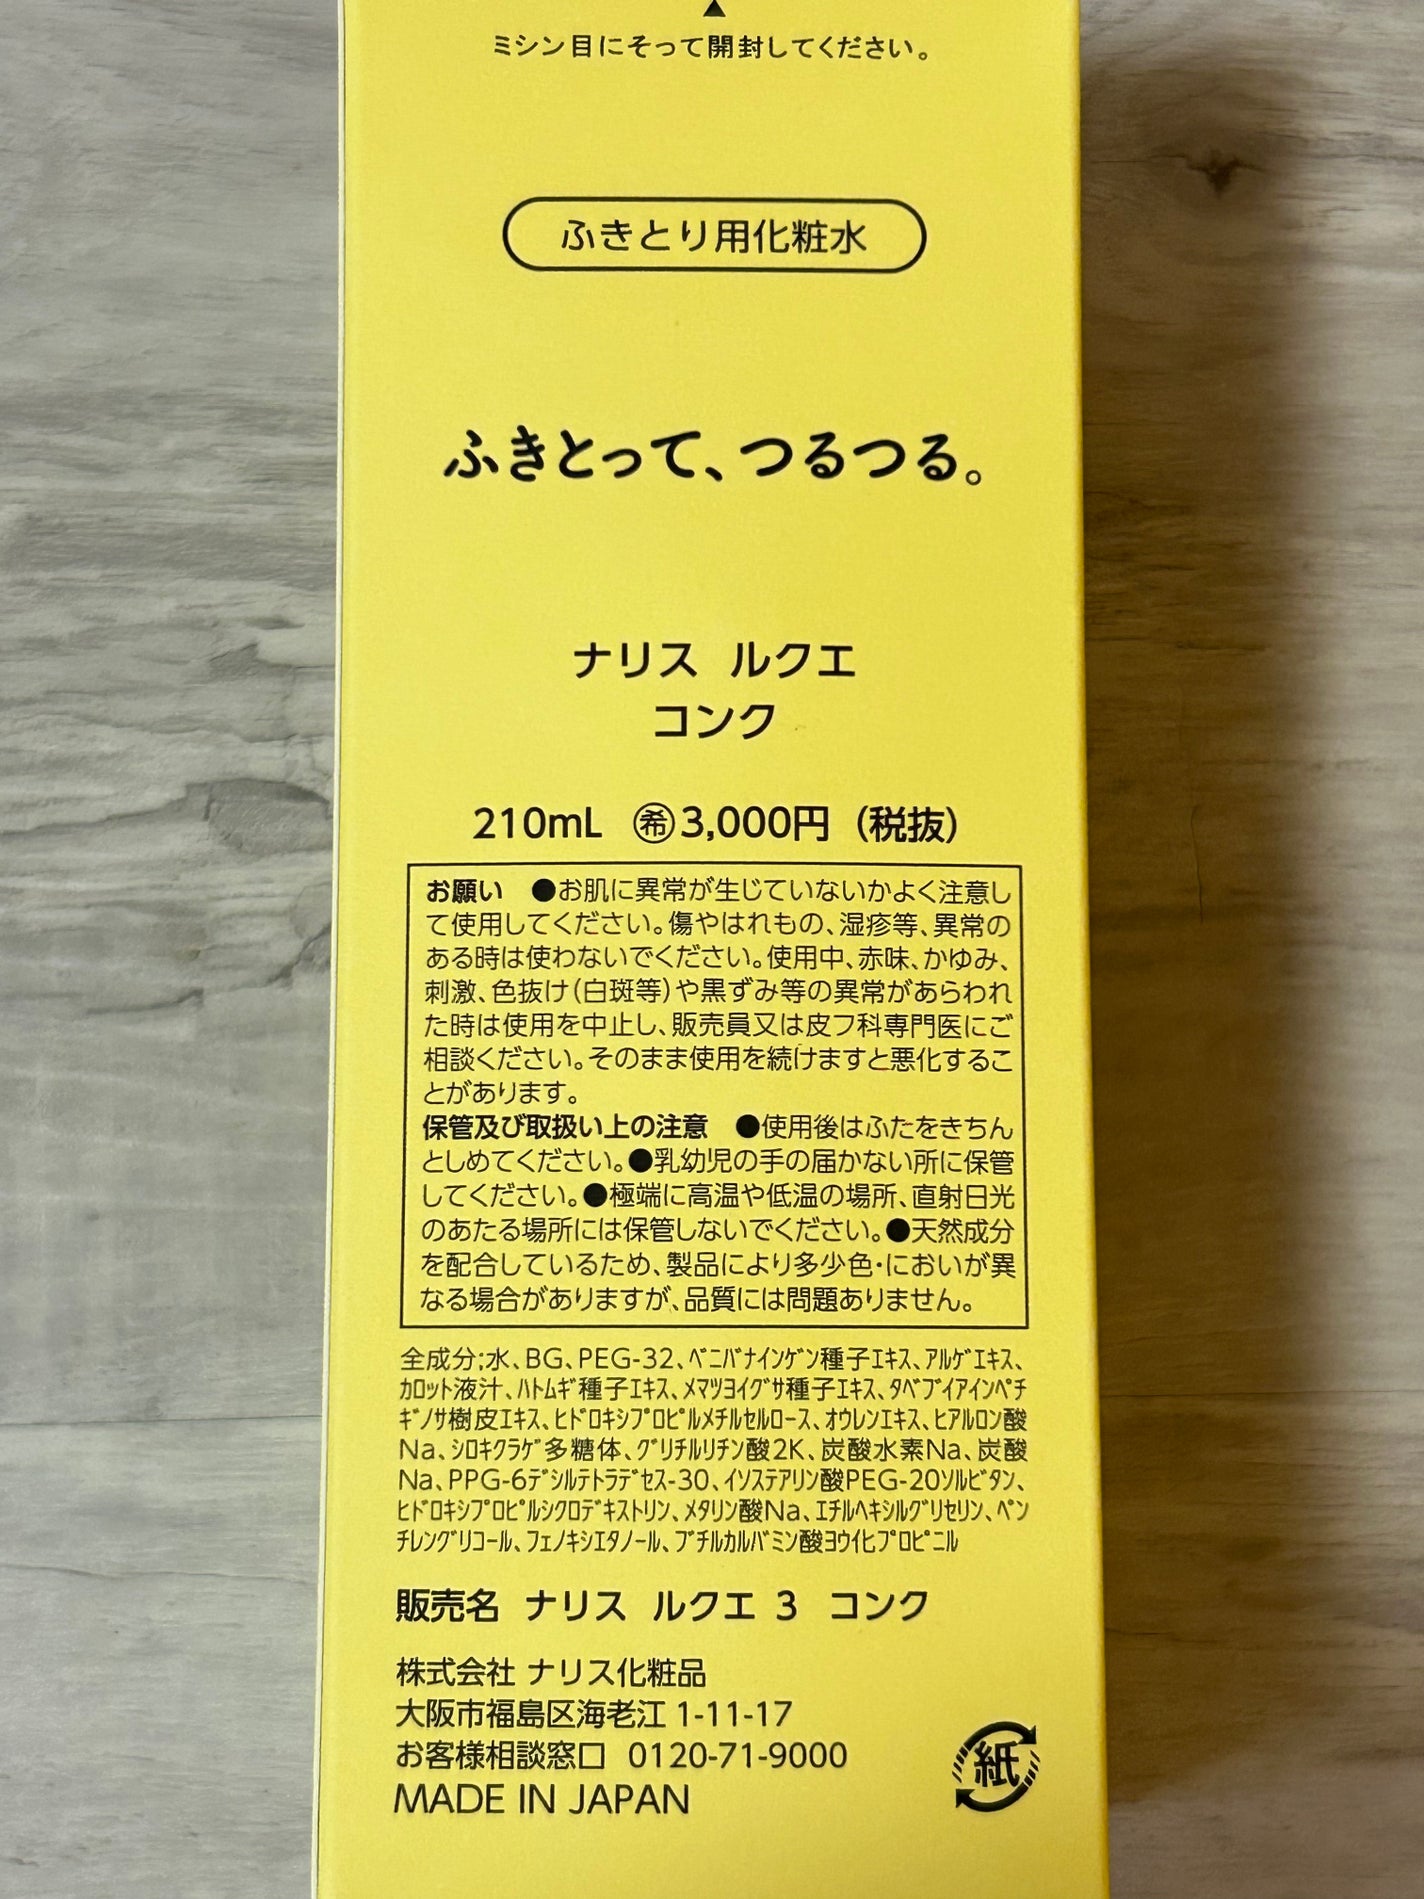 ミシン目にそって開封してください。
ふきとり用化粧水
ふきとって、つるつる。
ナリス ルクエ
コンク
210mL ㊕3,000円（税抜）
お願い ●お肌に異常が生じていないかよく注意し
て使用してください。傷やはれもの、湿疹等、異常の
ある時は使わないでください。使用中、赤味、かゆみ、
刺激、色抜け（白斑等）や黒ずみ等の異常があらわれ
た時は使用を中止し、販売員又は皮フ科専門医にご
相談ください。そのまま使用を続けますと悪化するこ
とがあります。
保管及び取扱い上の注意 ●使用後はふたをきちん
としめてください。●乳幼児の手の届かない所に保管
してください。●極端に高温や低温の場所、直射日光
のあたる場所には保管しないでください。●天然成分
を配合しているため、製品により多少色・においが異
なる場合がありますが、品質には問題ありません。
全成分;水、BG、PEG-32、ﾍﾞﾆﾊﾞﾅｲﾝｹﾞﾝ種子ｴｷｽ、ｱﾙｹﾞｴｷｽ、
ｶﾛｯﾄ液汁、ﾊﾄﾑｷﾞ種子ｴｷｽ、ﾒﾏﾂﾖｲｸﾞｻ種子ｴｷｽ、ﾀﾍﾞﾌﾞｲｱｲﾝﾍﾟﾁ
ｷﾞﾉｻ樹皮ｴｷｽ、ﾋﾄﾞﾛｷｼﾌﾟﾛﾋﾟﾙﾒﾁﾙｾﾙﾛｰｽ、ｵｳﾚﾝｴｷｽ、ﾋｱﾙﾛﾝ酸
Na、ｼﾛｷｸﾗｹﾞ多糖体、ｸﾞﾘﾁﾙﾘﾁﾝ酸2K、炭酸水素Na、炭酸
Na、PPG-6ﾃﾞｼﾙﾃﾄﾗﾃﾞｾｽ-30、ｲｿｽﾃｱﾘﾝ酸PEG-20ｿﾙﾋﾞﾀﾝ、
ﾋﾄﾞﾛｷｼﾌﾟﾛﾋﾟﾙｼｸﾛﾃﾞｷｽﾄﾘﾝ、ﾒﾀﾘﾝ酸Na、ｴﾁﾙﾍｷｼﾙｸﾞﾘｾﾘﾝ、ﾍﾟﾝ
ﾁﾚﾝｸﾞﾘｺｰﾙ、ﾌｪﾉｷｼｴﾀﾉｰﾙ、ﾌﾞﾁﾙｶﾙﾊﾞﾐﾝ酸ﾖｳ化ﾌﾟﾛﾋﾟﾆﾙ
販売名 ナリス ルクエ 3 コンク
株式会社 ナリス化粧品
大阪市福島区海老江 1-11-17
お客様相談窓口 0120-71-9000
MADE IN JAPAN
紙